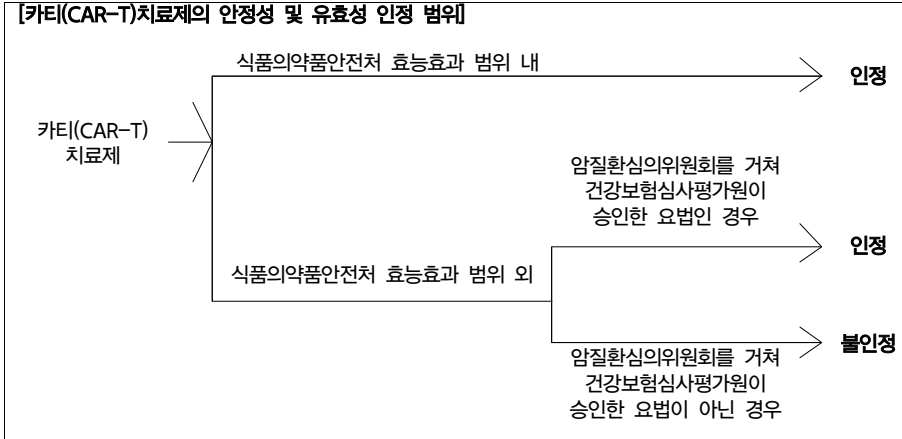 [카티(CAR-T)치료제의 안정성 및 유효성 인정 범위]
식품의약품안전처 효능효과 범위 내
인정
카티(CAR-T)
치료제
암질환심의위원회를 거쳐
건강보험심사평가원이
승인한 요법인 경우
인정
식품의약품안전처 효능효과 범위 외
불인정
암질환심의위원회를 거쳐
건강보험심사평가원이
승인한 요법이 아닌 경우